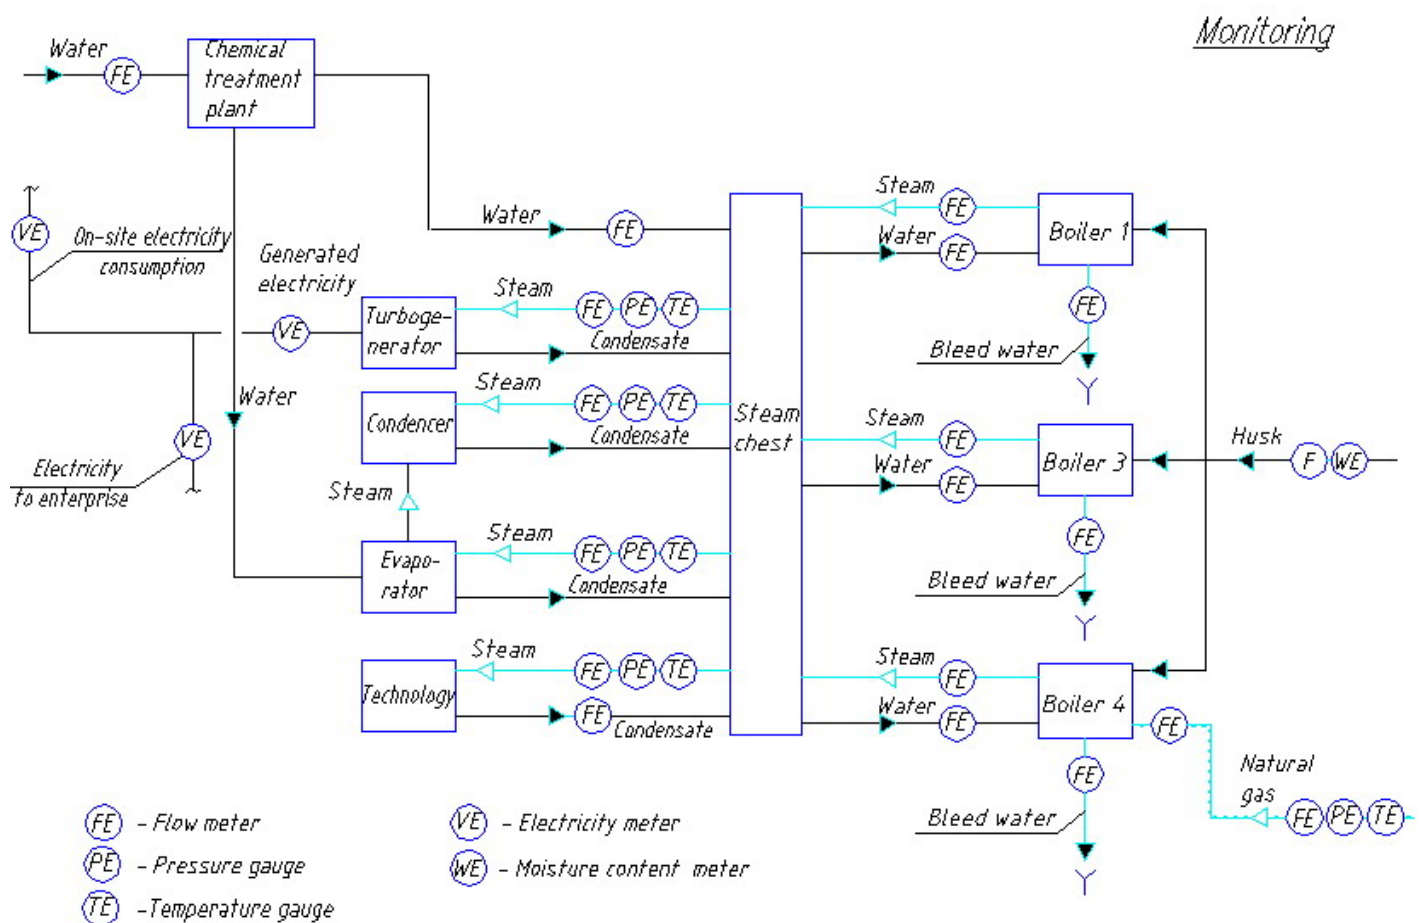 Monitoring
Water
FE
Chemical
treatment
plant
Water
FE
VE
On-site electricity
consumption
Generated
electricity
VE
Turboge-
nerator
Steam
FE
PE
TE
Condensate
Water
VE
Electricity
to enterprise
Condencer
Steam
FE
PE
TE
Condensate
Steam
Evapo-
rator
Steam
FE
PE
TE
Condensate
Technology
Steam
FE
PE
TE
FE
Condensate
Steam
chest
Steam
FE
Water
FE
Boiler 1
FE
Bleed water
Steam
FE
Water
FE
Boiler 3
FE
Bleed water
Husk
F
WE
Steam
FE
Water
FE
Boiler 4
FE
FE
Bleed water
Natural
gas
FE
PE
TE
FE - Flow meter
PE - Pressure gauge
TE - Temperature gauge
VE - Electricity meter
WE - Moisture content meter